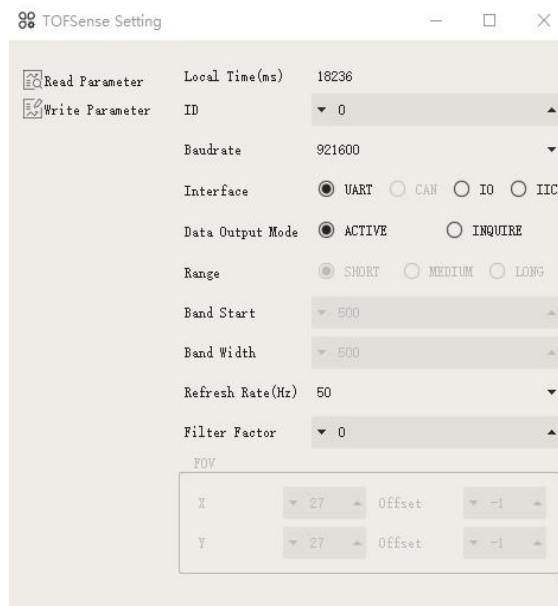 TOFSense Setting
Read Parameter
Write Parameter
Local Time(ms) 18236
ID 0
Baudrate 921600
Interface UART CAN IO IIC
Data Output Mode ACTIVE INQUIRE
Range SHORT MEDIUM LONG
Band Start 500
Band Width 500
Refresh Rate(Hz) 50
Filter Factor 0
FOV
X 27 Offset -1
Y 27 Offset -1